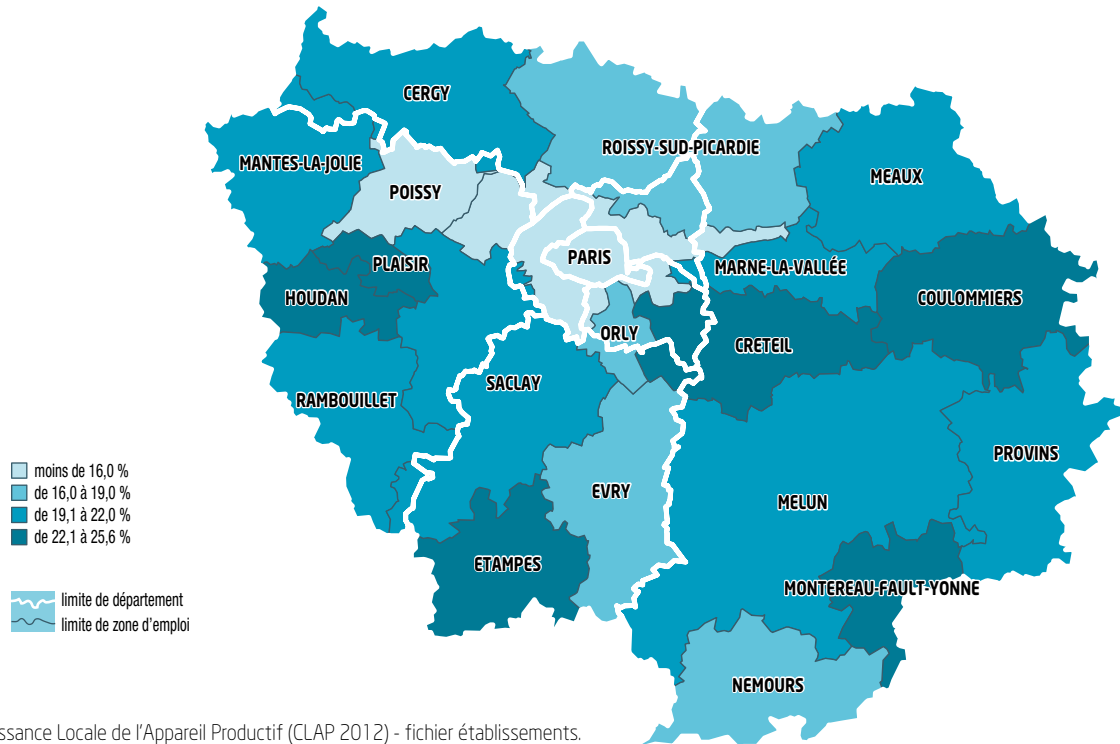 CERGY
ROISSY-SUD-PICARDIE
MANTES-LA-JOLIE
MEAUX
POISSY
PARIS
PLAISIR
MARNE-LA-VALLÉE
HOUDAN
COULOMMIERS
ORLY
CRETEIL
SACLAY
RAMBOUILLET
PROVINS
EVRY
MELUN
ETAMPES
MONTEREAU-FAULT-YONNE
NEMOURS
moins de 16,0 %
de 16,0 à 19,0 %
de 19,1 à 22,0 %
de 22,1 à 25,6 %
limite de département
limite de zone d'emploi
ssance Locale de l'Appareil Productif (CLAP 2012) - fichier établissements.